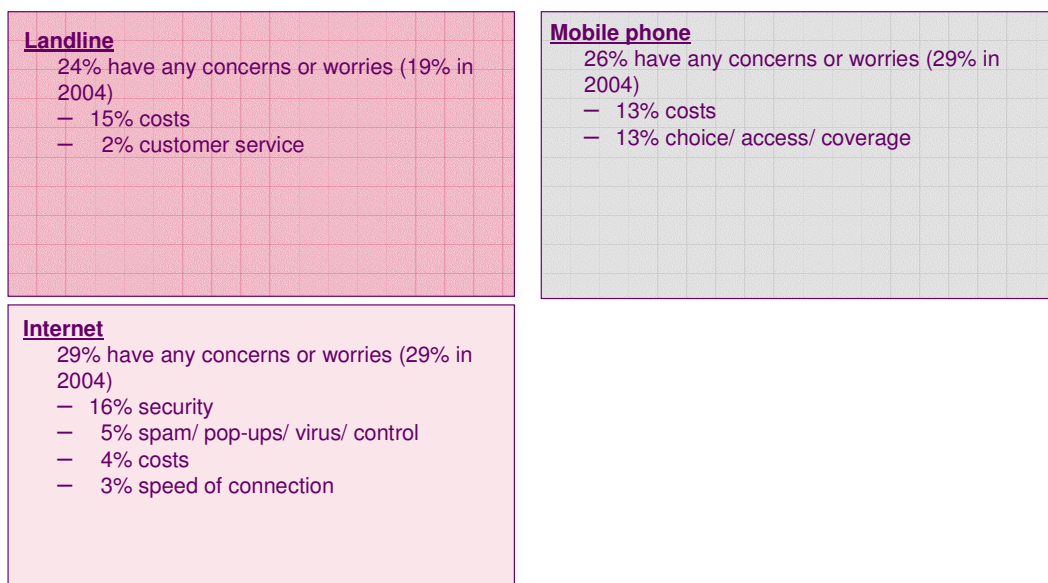 Landline
24% have any concerns or worries (19% in
2004)
– 15% costs
– 2% customer service
Mobile phone
26% have any concerns or worries (29% in
2004)
– 13% costs
– 13% choice/ access/ coverage
Internet
29% have any concerns or worries (29% in
2004)
– 16% security
– 5% spam/ pop-ups/ virus/ control
– 4% costs
– 3% speed of connection